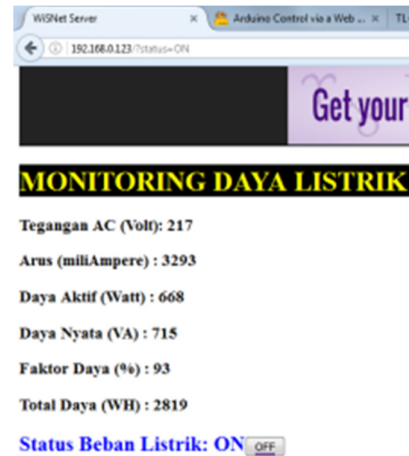 WiSNet Server × Arduino Control via a Web ... × TL
192.168.0.123/?status=ON
Get your
MONITORING DAYA LISTRIK
Tegangan AC (Volt): 217
Arus (miliAmpere) : 3293
Daya Aktif (Watt) : 668
Daya Nyata (VA) : 715
Faktor Daya (%) : 93
Total Daya (WH) : 2819
Status Beban Listrik: ON OFF